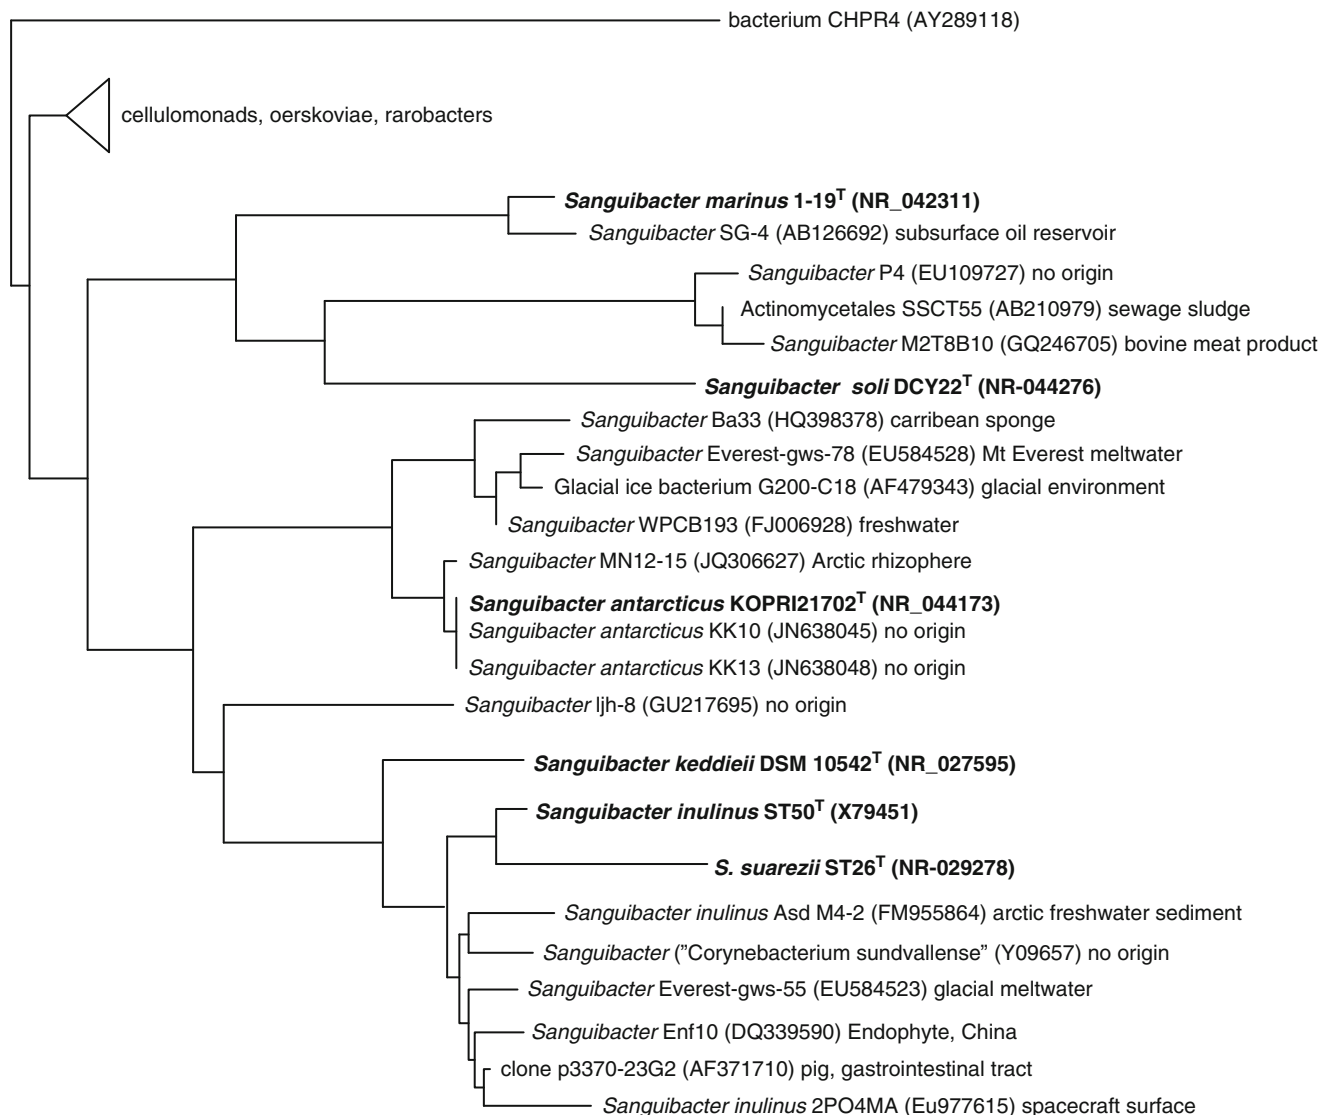 bacterium CHPR4 (AY289118)
cellulomonads, oerskoviae, rarobacters
Sanguibacter marinus 1-19T (NR_042311)
Sanguibacter SG-4 (AB126692) subsurface oil reservoir
Sanguibacter P4 (EU109727) no origin
Actinomycetales SSCT55 (AB210979) sewage sludge
Sanguibacter M2T8B10 (GQ246705) bovine meat product
Sanguibacter soli DCY22T (NR-044276)
Sanguibacter Ba33 (HQ398378) carribean sponge
Sanguibacter Everest-gws-78 (EU584528) Mt Everest meltwater
Glacial ice bacterium G200-C18 (AF479343) glacial environment
Sanguibacter WPCB193 (FJ006928) freshwater
Sanguibacter MN12-15 (JQ306627) Arctic rhizophere
Sanguibacter antarcticus KOPRI21702T (NR_044173)
Sanguibacter antarcticus KK10 (JN638045) no origin
Sanguibacter antarcticus KK13 (JN638048) no origin
Sanguibacter ljh-8 (GU217695) no origin
Sanguibacter keddieii DSM 10542T (NR_027595)
Sanguibacter inulinus ST50T (X79451)
S. suarezii ST26T (NR-029278)
Sanguibacter inulinus Asd M4-2 (FM955864) arctic freshwater sediment
Sanguibacter (”Corynebacterium sundvallense” (Y09657) no origin
Sanguibacter Everest-gws-55 (EU584523) glacial meltwater
Sanguibacter Enf10 (DQ339590) Endophyte, China
clone p3370-23G2 (AF371710) pig, gastrointestinal tract
Sanguibacter inulinus 2PO4MA (Eu977615) spacecraft surface